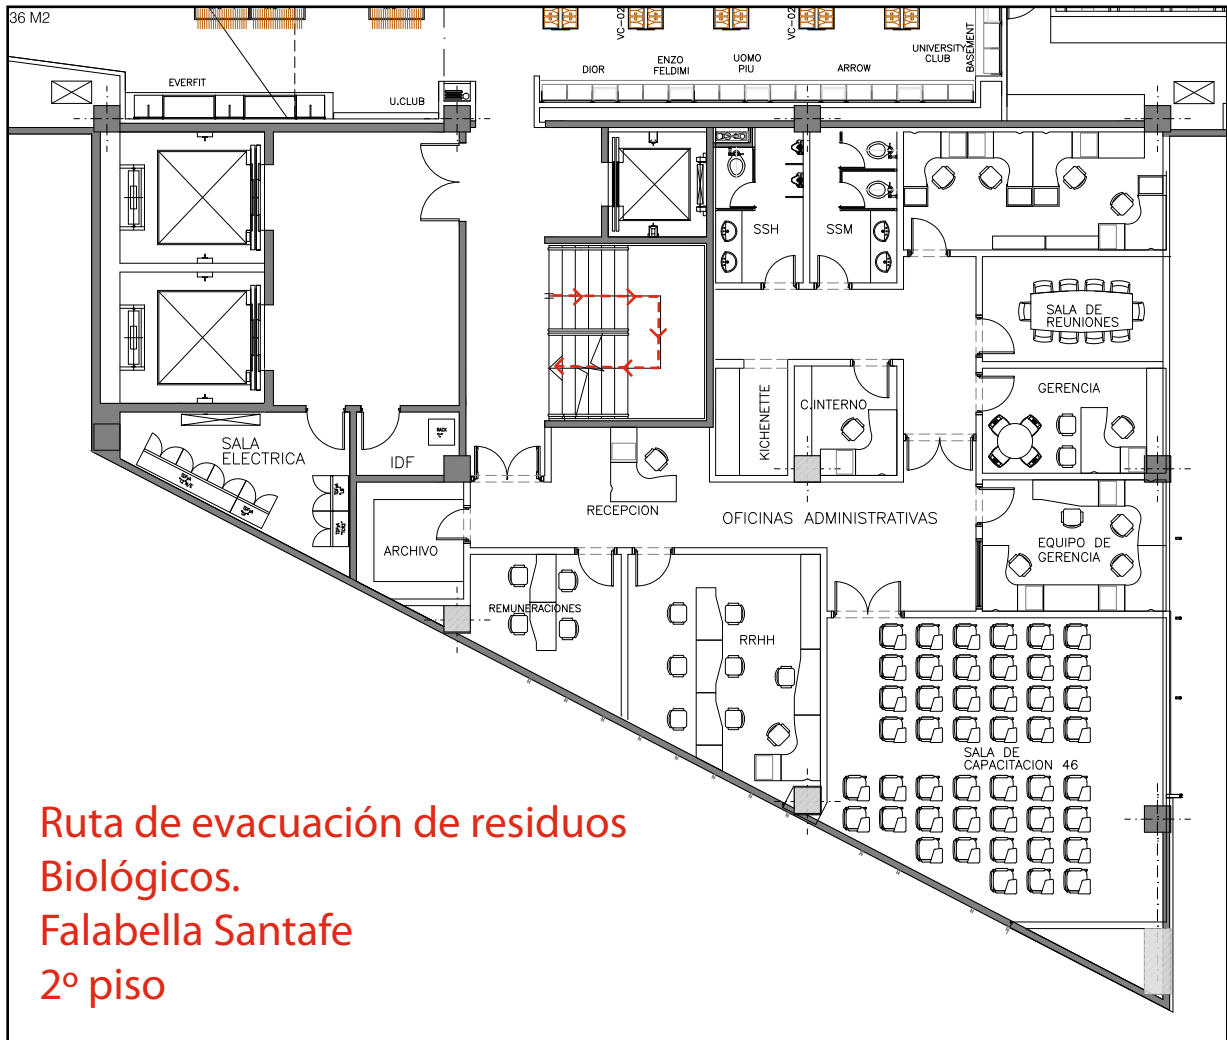 36 M2
VC-02
VC-02
UNIVERSITY
CLUB
BASEMENT
ENZO
FELDIMI
UOMO
PIU
DIOR
ARROW
EVERFIT
U.CLUB
SSH
SSM
SALA DE
REUNIONES
GERENCIA
C.INTERNO
KICHENETTE
SALA
ELECTRICA
RACK
IDF
RECEPCION
OFICINAS ADMINISTRATIVAS
EQUIPO DE
GERENCIA
ARCHIVO
REMUNERACIONES
RRHH
SALA DE
CAPACITACION 46
Ruta de evacuación de residuos
Biológicos.
Falabella Santafe
2º piso